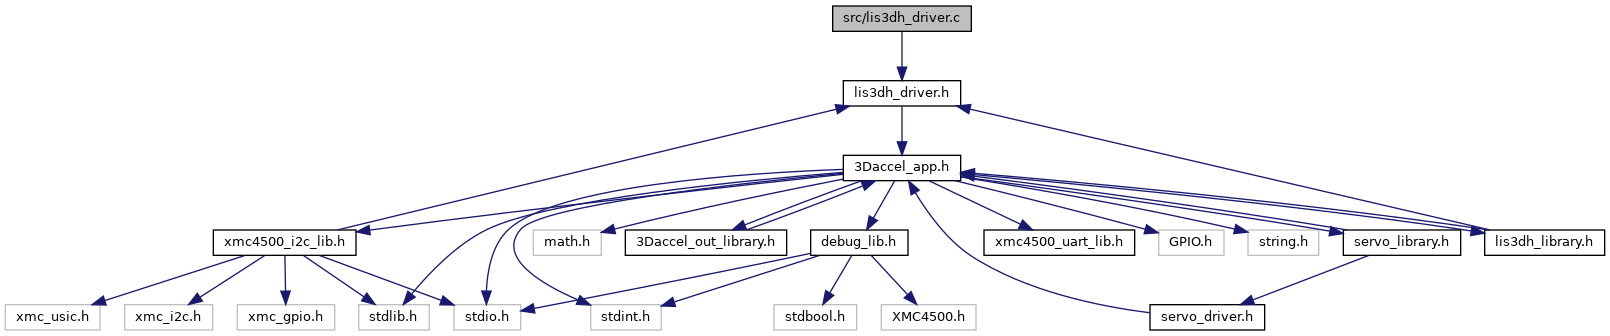 src/lis3dh_driver.c
lis3dh_driver.h
3Daccel_app.h
xmc4500_i2c_lib.h
math.h
3Daccel_out_library.h
debug_lib.h
xmc4500_uart_lib.h
GPIO.h
string.h
servo_library.h
lis3dh_library.h
xmc_usic.h
xmc_i2c.h
xmc_gpio.h
stdlib.h
stdio.h
stdint.h
stdbool.h
XMC4500.h
servo_driver.h